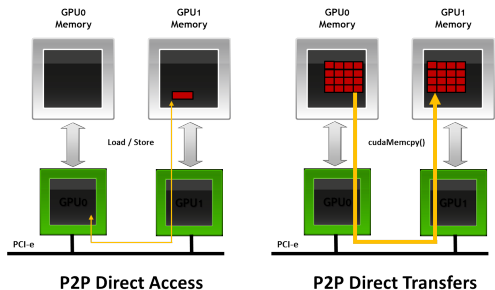 GPU0
Memory
GPU1
Memory
Load / Store
GPU0
GPU1
PCI-e
P2P Direct Access
GPU0
Memory
GPU1
Memory
cudaMemcpy()
GPU0
GPU1
PCI-e
P2P Direct Transfers